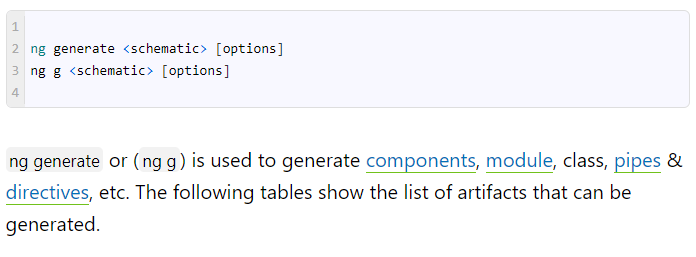 1
2 ng generate <schematic> [options]
3 ng g <schematic> [options]
4
ng generate or (ng g) is used to generate components, module, class, pipes &
directives, etc. The following tables show the list of artifacts that can be
generated.